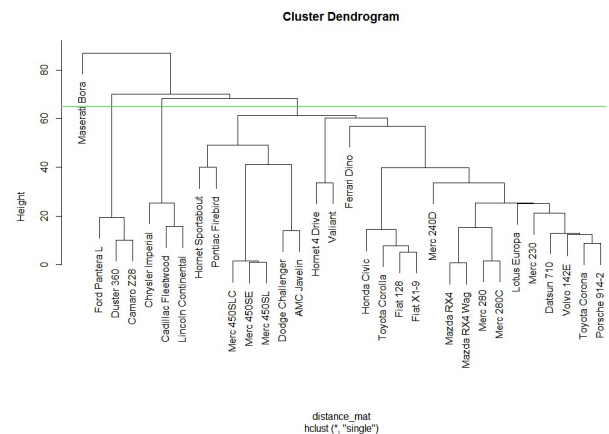 Cluster Dendrogram
Height
0
20
40
60
80
Maserati Bora
Ford Pantera L
Duster 360
Camaro Z28
Chrysler Imperial
Cadillac Fleetwood
Lincoln Continental
Hornet Sportabout
Pontiac Firebird
Merc 450SLC
Merc 450SE
Merc 450SL
Dodge Challenger
AMC Javelin
Hornet 4 Drive
Valiant
Ferrari Dino
Honda Civic
Toyota Corolla
Fiat 128
Fiat X1-9
Merc 240D
Mazda RX4
Mazda RX4 Wag
Merc 280
Merc 280C
Lotus Europa
Merc 230
Datsun 710
Volvo 142E
Toyota Corona
Porsche 914-2
distance_mat
hclust (*, "single")